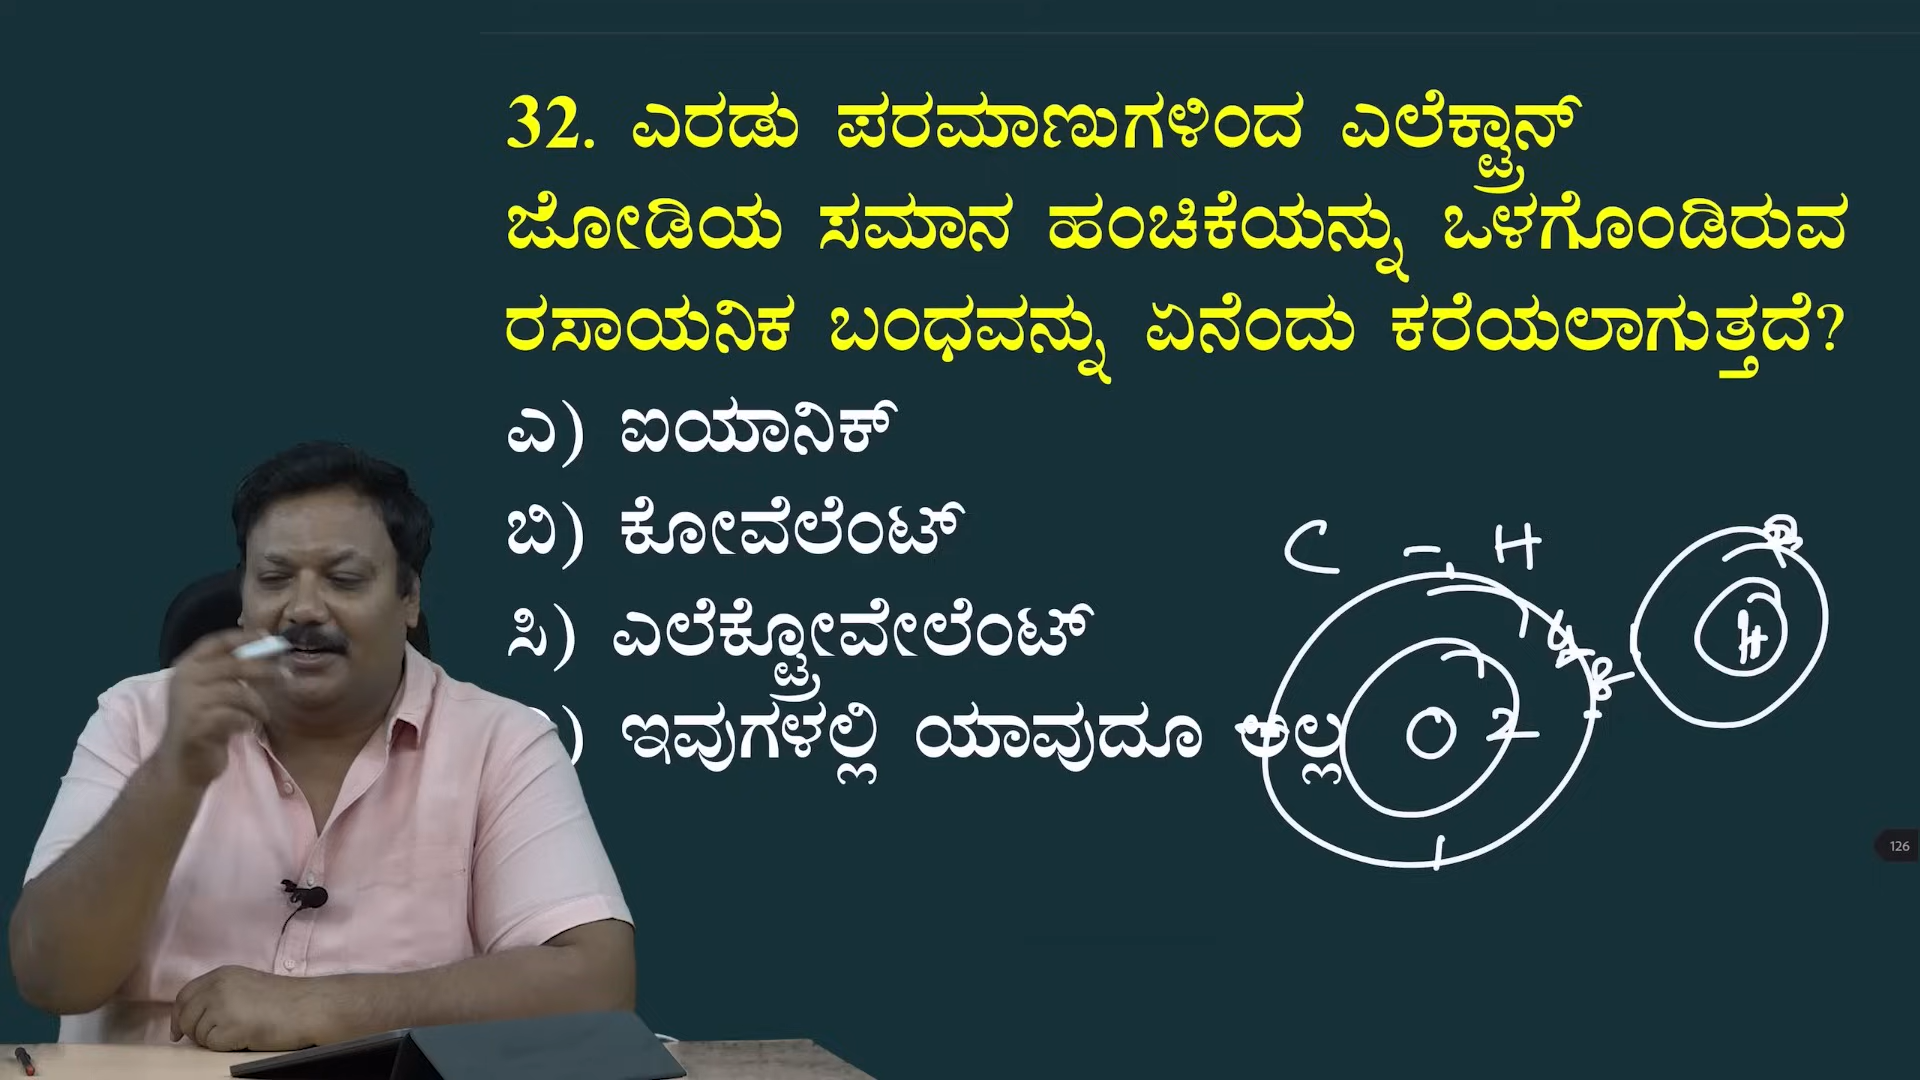 32. ಎರಡು ಪರಮಾಣುಗಳಿಂದ ಎಲೆಕ್ಟ್ರಾನ್
ಜೋಡಿಯ ಸಮಾನ ಹಂಚಿಕೆಯನ್ನು ಒಳಗೊಂಡಿರುವ
ರಸಾಯನಿಕ ಬಂಧವನ್ನು ಏನೆಂದು ಕರೆಯಲಾಗುತ್ತದೆ?
ಎ) ಐಯಾನಿಕ್
ಬಿ) ಕೋವೆಲೆಂಟ್
C - H
H
ಸಿ) ಎಲೆಕ್ಟ್ರೋವೇಲೆಂಟ್
) ಇವುಗಳಲ್ಲಿ ಯಾವುದೂ ಅಲ್ಲ
2
126